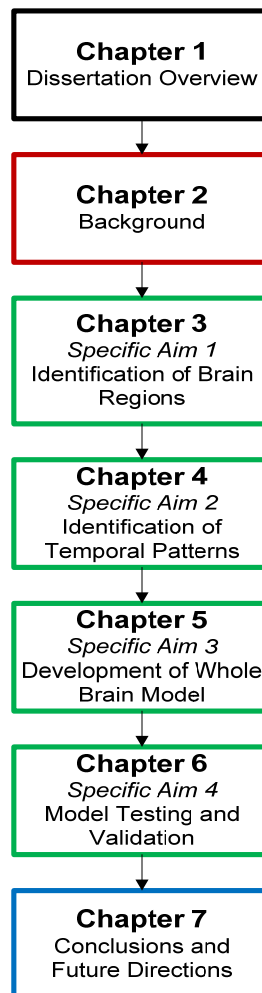 Chapter 1
Dissertation Overview
Chapter 2
Background
Chapter 3
Specific Aim 1
Identification of Brain
Regions
Chapter 4
Specific Aim 2
Identification of
Temporal Patterns
Chapter 5
Specific Aim 3
Development of Whole
Brain Model
Chapter 6
Specific Aim 4
Model Testing and
Validation
Chapter 7
Conclusions and
Future Directions